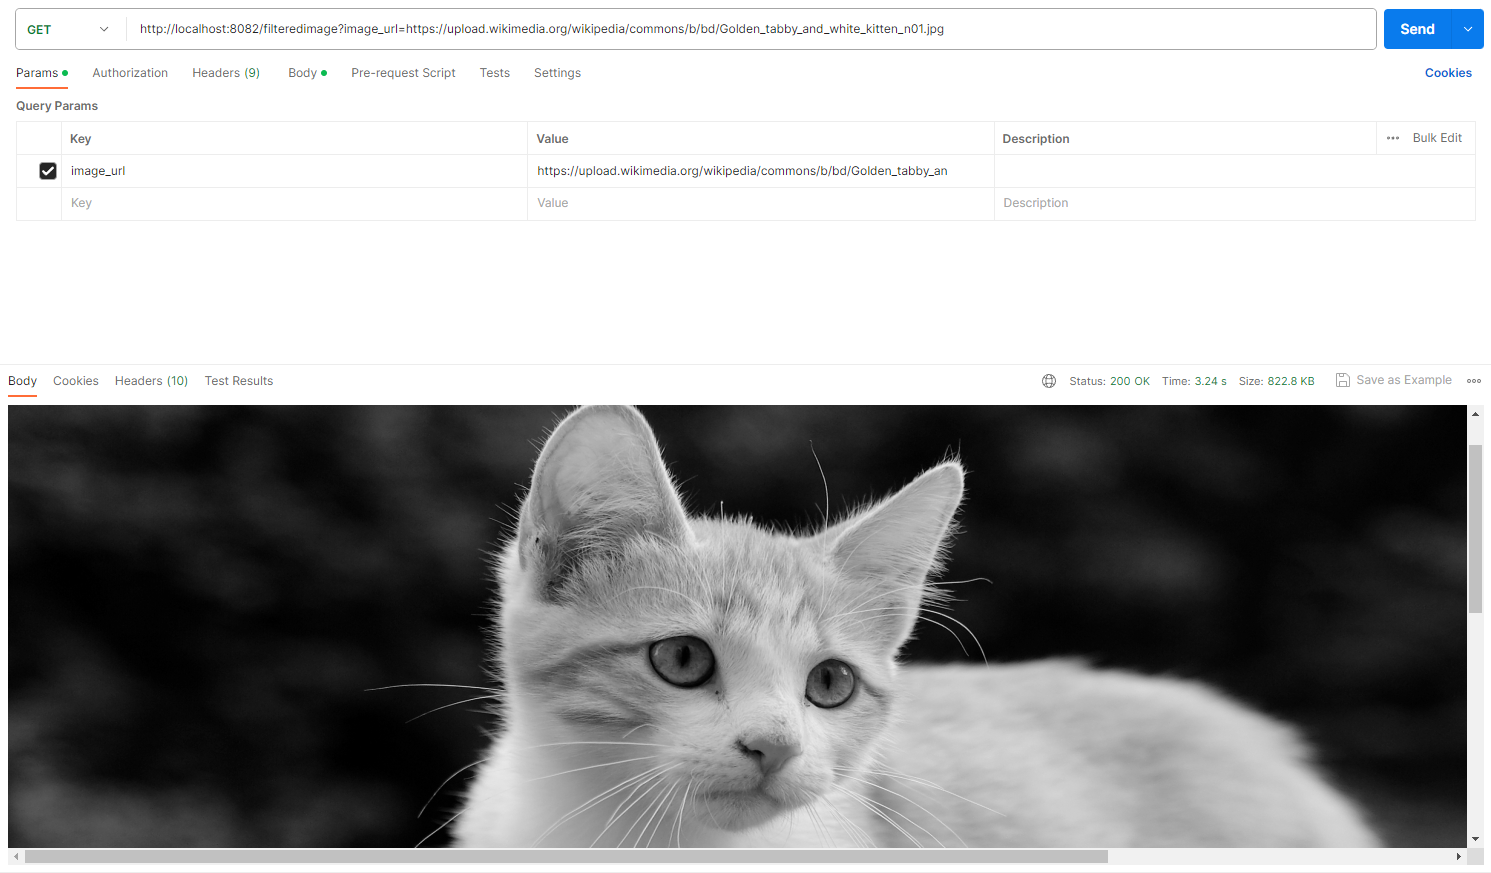 GET http://localhost:8082/filteredimage?image_url=https://upload.wikimedia.org/wikipedia/commons/b/bd/Golden_tabby_and_white_kitten_n01.jpg Send
Params Authorization Headers (9) Body Pre-request Script Tests Settings Cookies
Query Params
Key Value Description ••• Bulk Edit
image_url https://upload.wikimedia.org/wikipedia/commons/b/bd/Golden_tabby_an
Key Value Description
Body Cookies Headers (10) Test Results Status: 200 OK Time: 3.24 s Size: 822.8 KB Save as Example